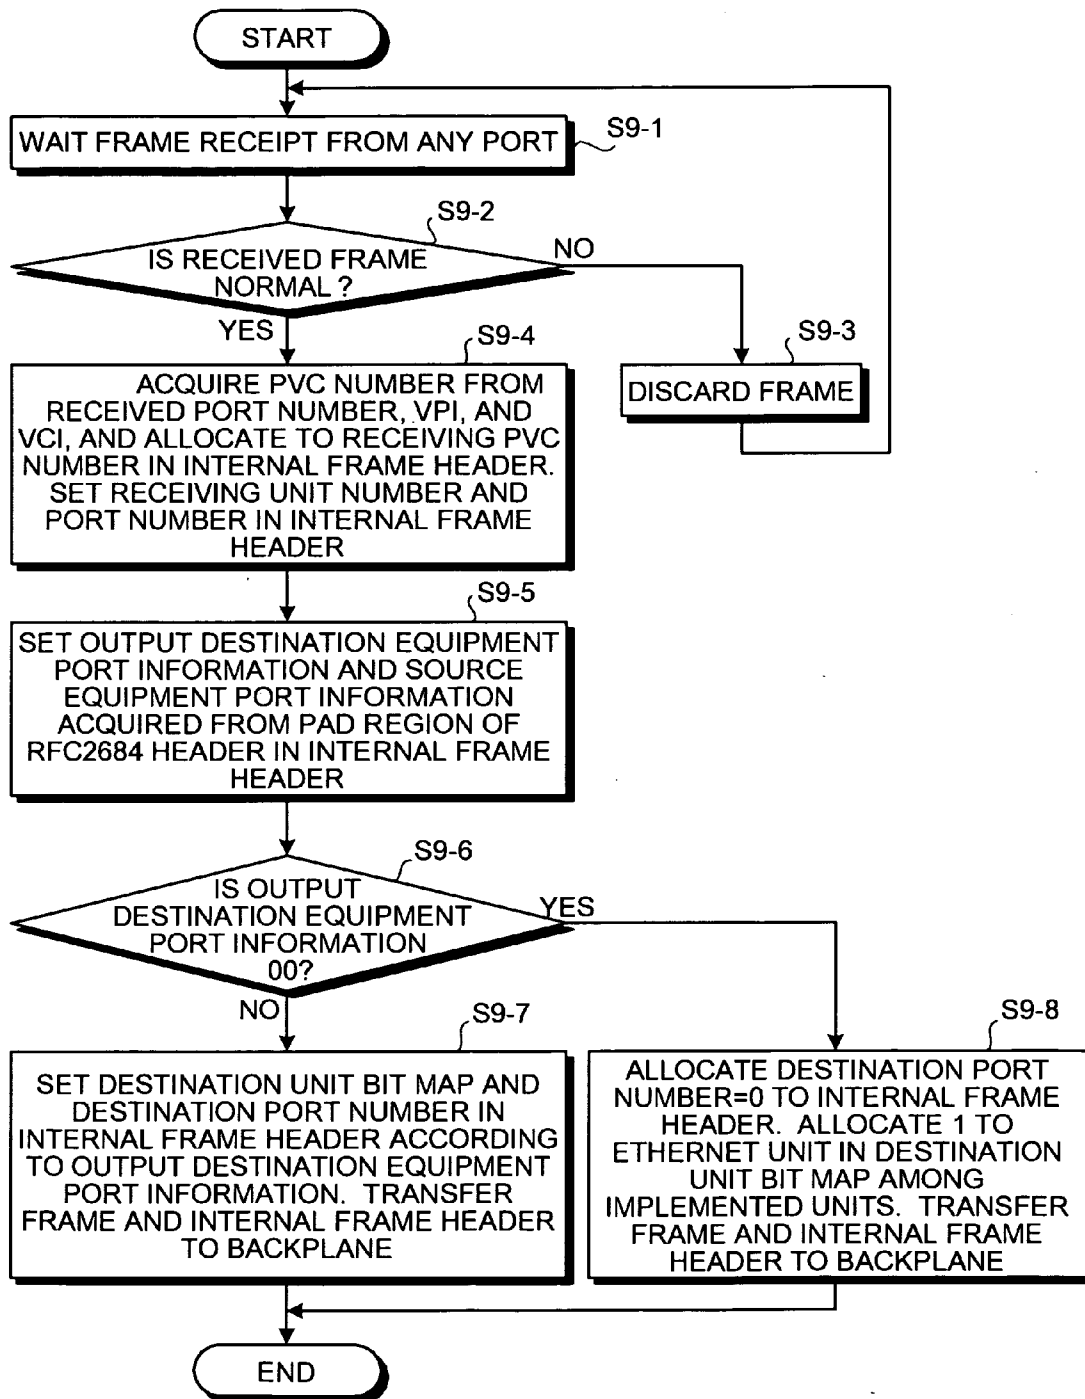 START
WAIT FRAME RECEIPT FROM ANY PORT
S9-1
S9-2
IS RECEIVED FRAME
NORMAL ?
NO
YES
S9-3
DISCARD FRAME
S9-4
ACQUIRE PVC NUMBER FROM
RECEIVED PORT NUMBER, VPI, AND
VCI, AND ALLOCATE TO RECEIVING PVC
NUMBER IN INTERNAL FRAME HEADER.
SET RECEIVING UNIT NUMBER AND
PORT NUMBER IN INTERNAL FRAME
HEADER
S9-5
SET OUTPUT DESTINATION EQUIPMENT
PORT INFORMATION AND SOURCE
EQUIPMENT PORT INFORMATION
ACQUIRED FROM PAD REGION OF
RFC2684 HEADER IN INTERNAL FRAME
HEADER
S9-6
IS OUTPUT
DESTINATION EQUIPMENT
PORT INFORMATION
00?
YES
NO
S9-7
SET DESTINATION UNIT BIT MAP AND
DESTINATION PORT NUMBER IN
INTERNAL FRAME HEADER ACCORDING
TO OUTPUT DESTINATION EQUIPMENT
PORT INFORMATION. TRANSFER
FRAME AND INTERNAL FRAME HEADER
TO BACKPLANE
S9-8
ALLOCATE DESTINATION PORT
NUMBER=0 TO INTERNAL FRAME
HEADER. ALLOCATE 1 TO
ETHERNET UNIT IN DESTINATION
UNIT BIT MAP AMONG
IMPLEMENTED UNITS. TRANSFER
FRAME AND INTERNAL FRAME
HEADER TO BACKPLANE
END